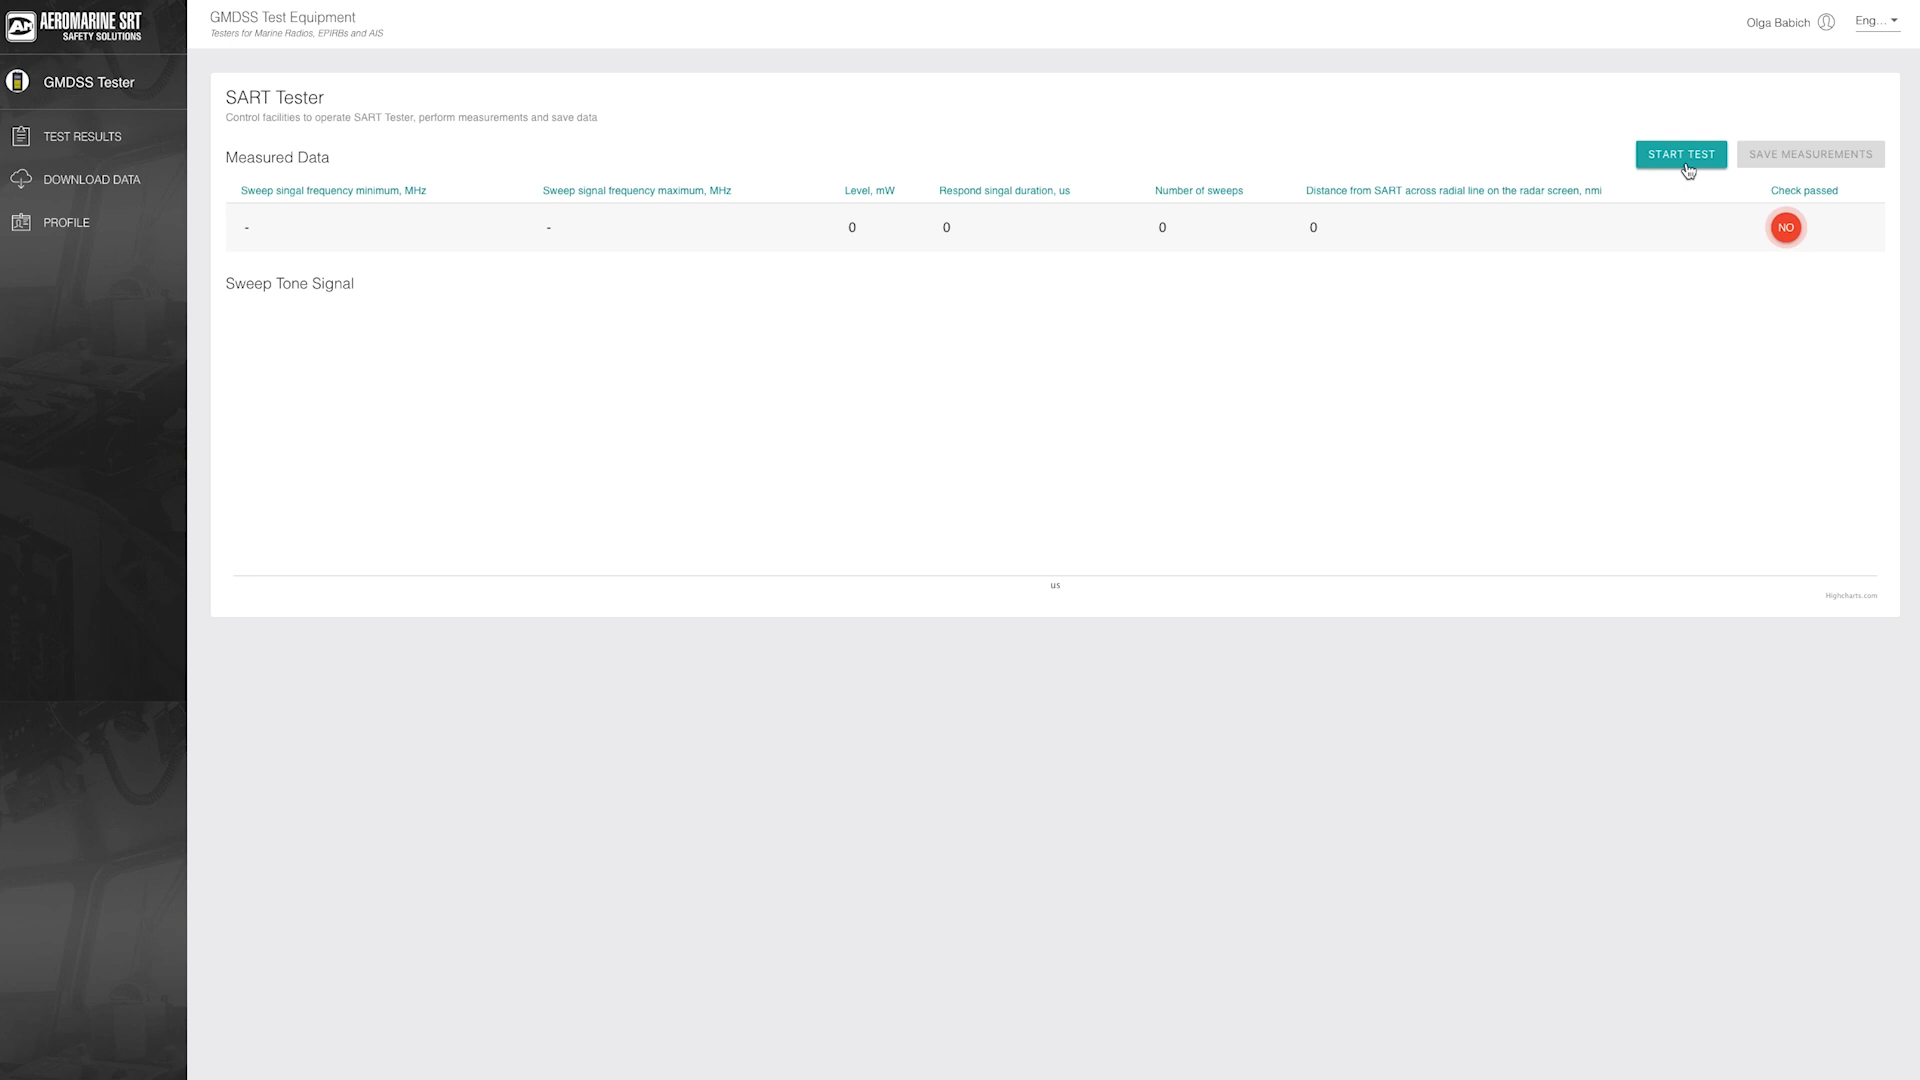 AEROMARINE SRT
SAFETY SOLUTIONS
GMDSS Tester
TEST RESULTS
DOWNLOAD DATA
PROFILE
GMDSS Test Equipment
Testers for Marine Radios, EPIRBs and AIS
Olga Babich
Eng...
SART Tester
Control facilities to operate SART Tester, perform measurements and save data
Measured Data
START TEST
SAVE MEASUREMENTS
Sweep singal frequency minimum, MHz
Sweep signal frequency maximum, MHz
Level, mW
Respond singal duration, us
Number of sweeps
Distance from SART across radial line on the radar screen, nmi
Check passed
-
-
0
0
0
0
NO
Sweep Tone Signal
us
Highcharts.com